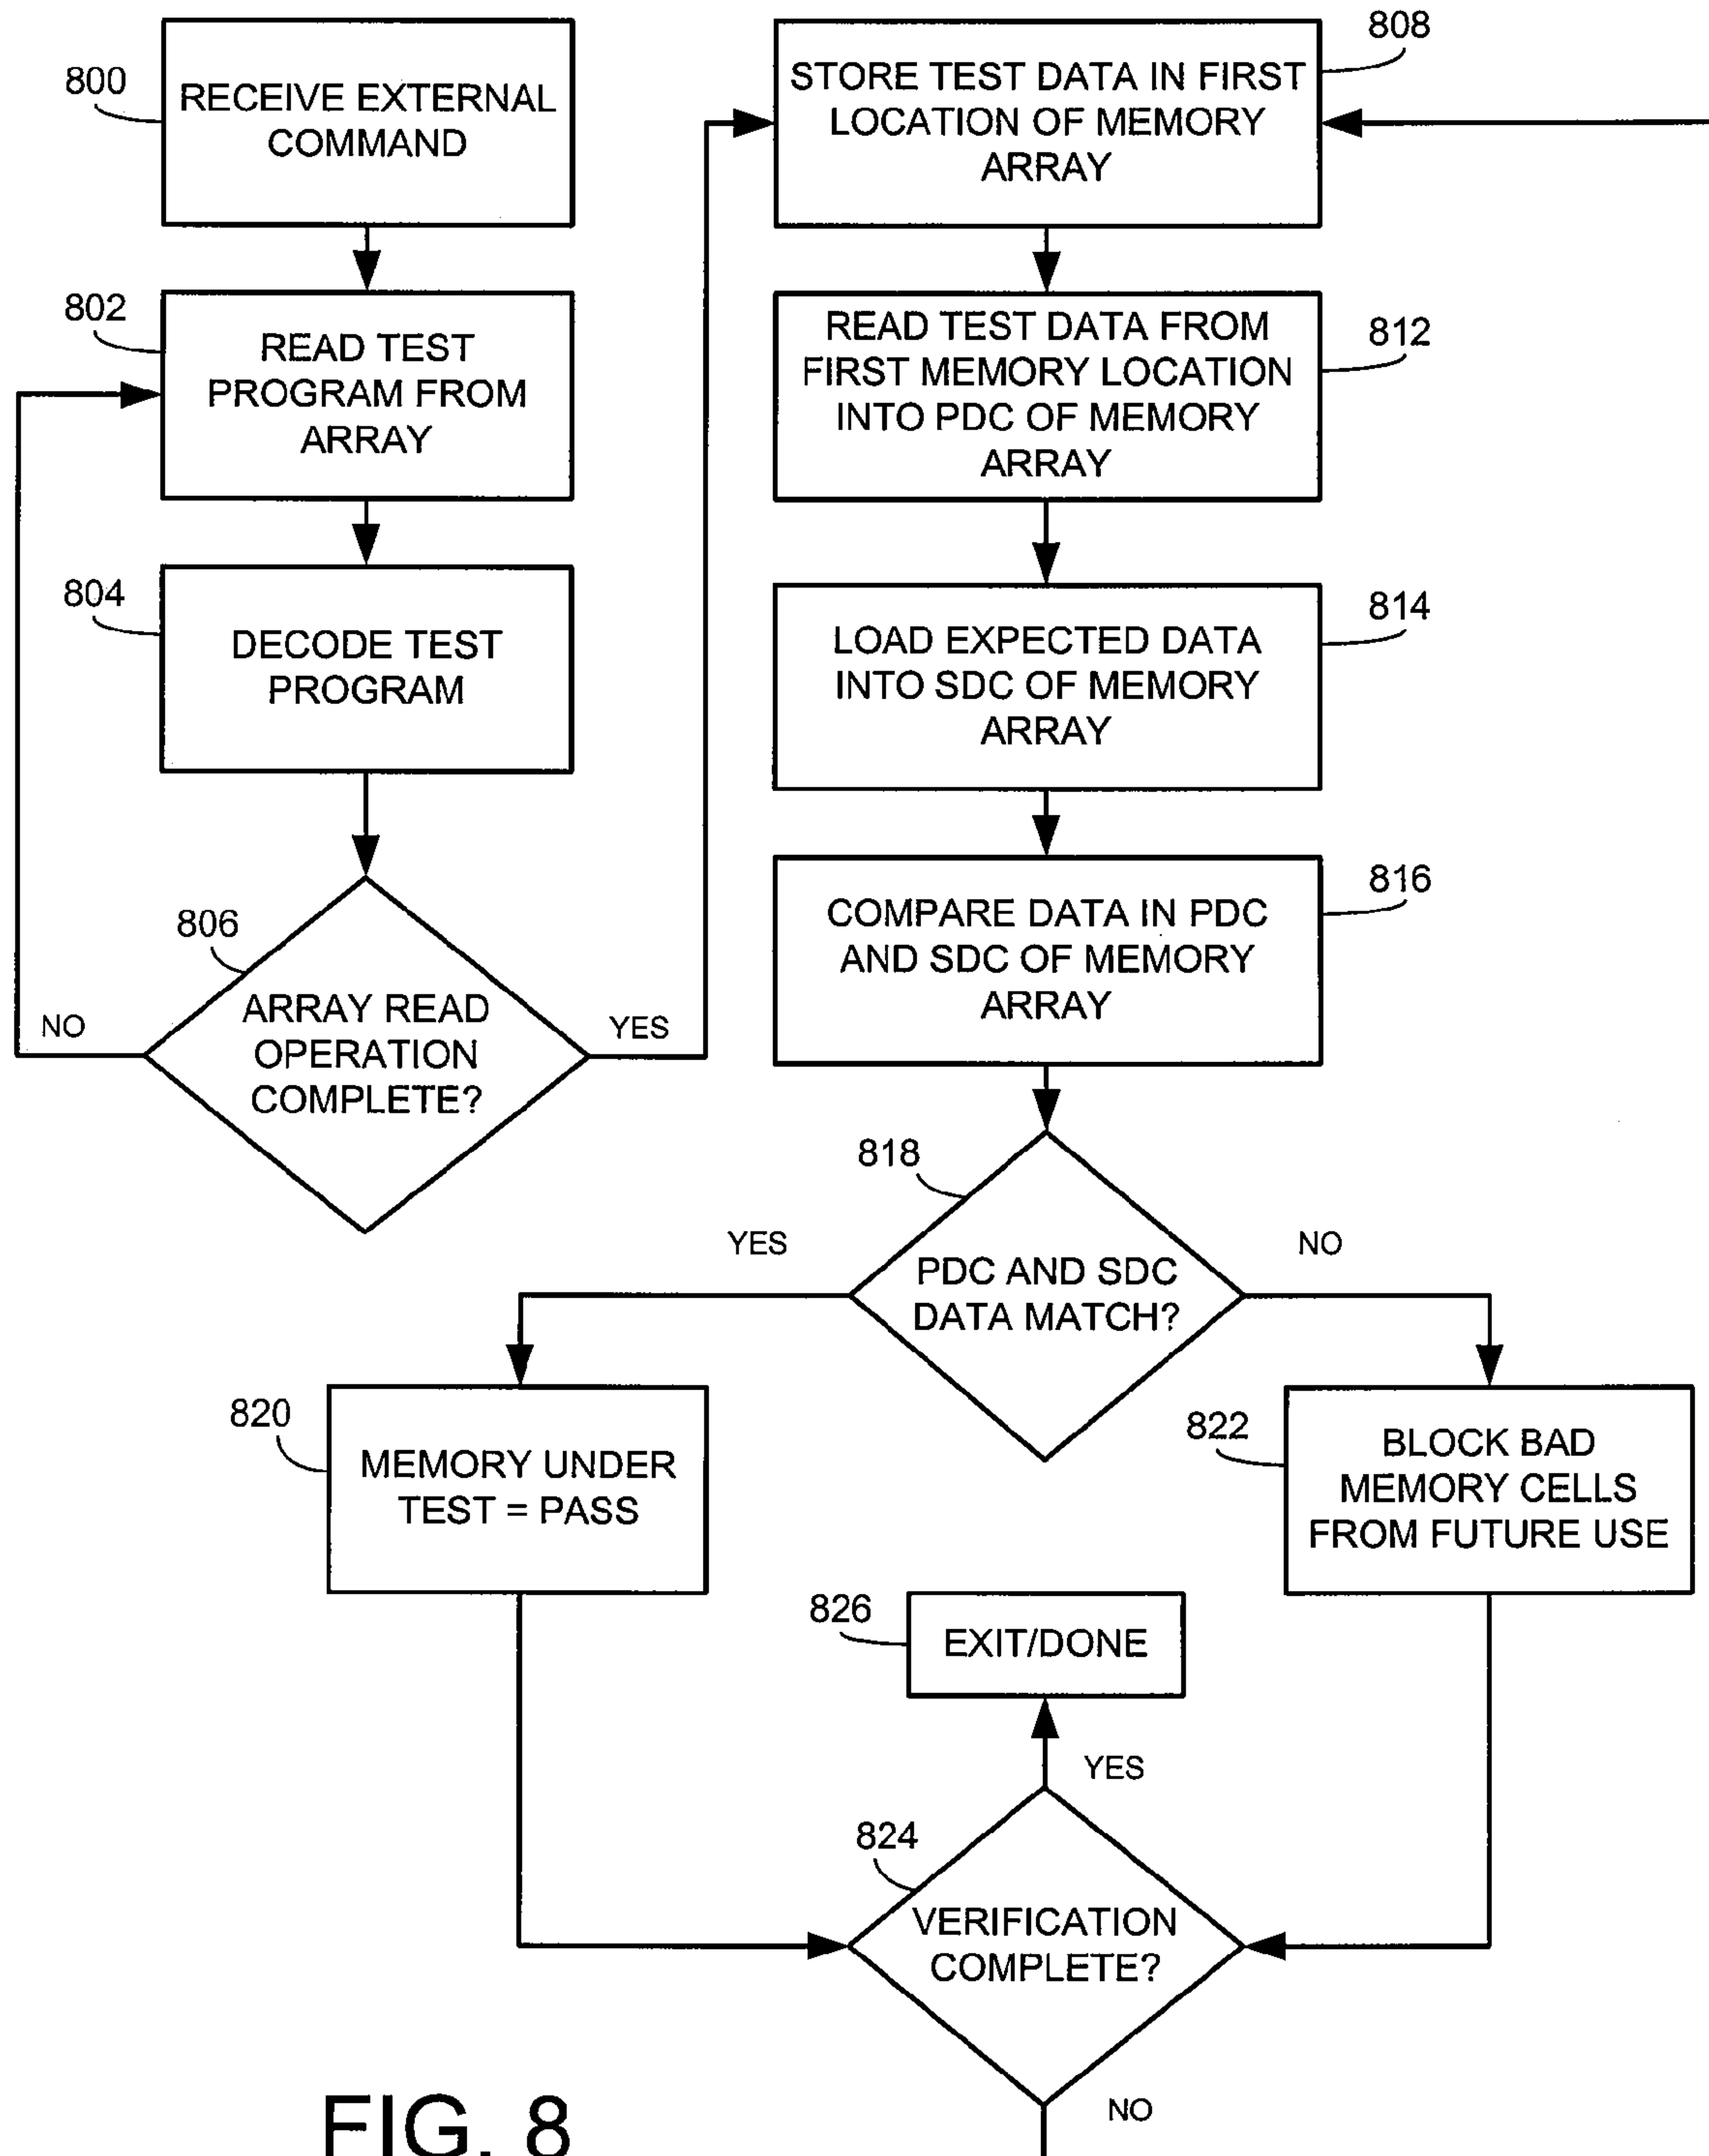 800
RECEIVE EXTERNAL
COMMAND
802
READ TEST
PROGRAM FROM
ARRAY
804
DECODE TEST
PROGRAM
806
ARRAY READ
OPERATION
COMPLETE?
NO
YES
808
STORE TEST DATA IN FIRST
LOCATION OF MEMORY
ARRAY
812
READ TEST DATA FROM
FIRST MEMORY LOCATION
INTO PDC OF MEMORY
ARRAY
814
LOAD EXPECTED DATA
INTO SDC OF MEMORY
ARRAY
816
COMPARE DATA IN PDC
AND SDC OF MEMORY
ARRAY
818
PDC AND SDC
DATA MATCH?
YES
NO
820
MEMORY UNDER
TEST = PASS
822
BLOCK BAD
MEMORY CELLS
FROM FUTURE USE
826
EXIT/DONE
YES
824
VERIFICATION
COMPLETE?
NO
FIG. 8